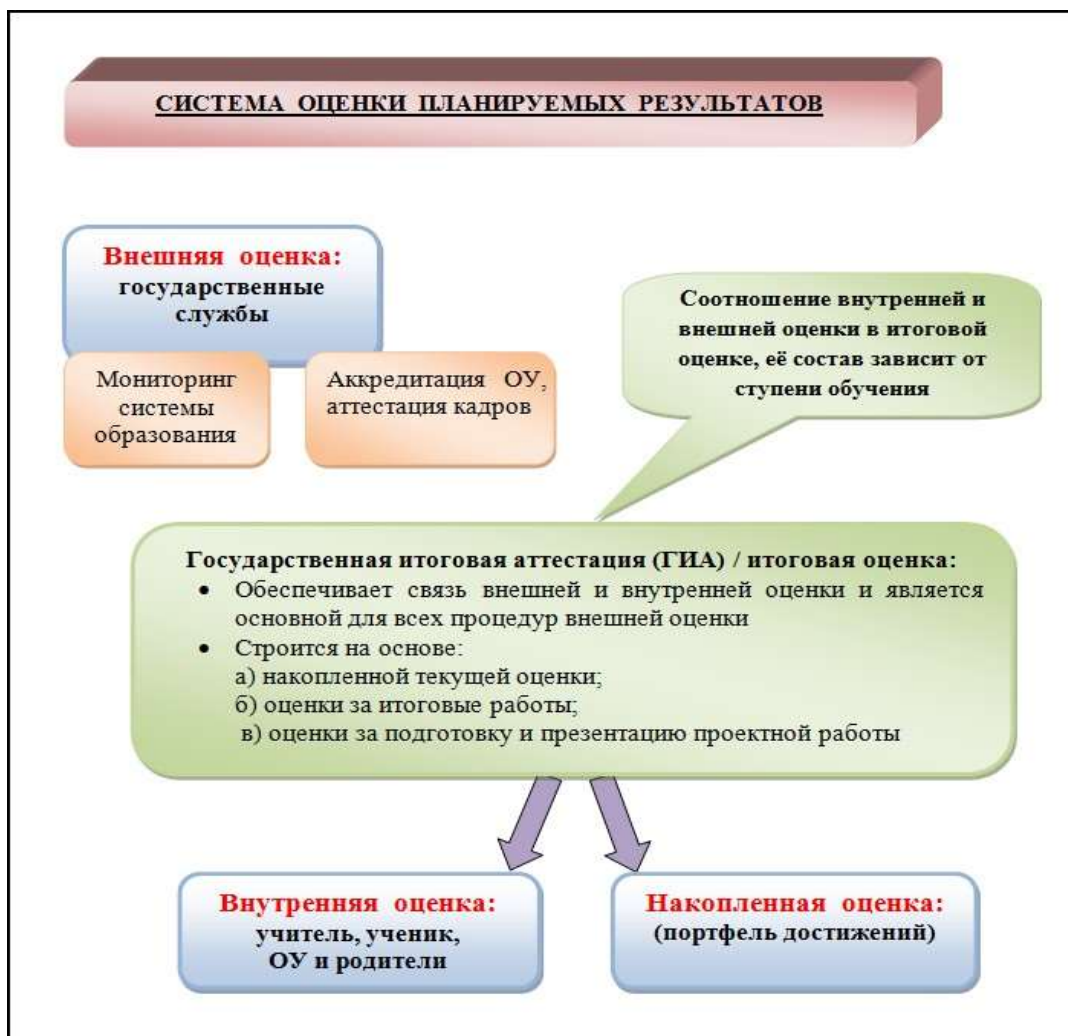 СИСТЕМА ОЦЕНКИ ПЛАНИРУЕМЫХ РЕЗУЛЬТАТОВ
Внешняя оценка:
государственные
службы
Мониторинг
системы
образования
Аккредитация ОУ,
аттестация кадров
Соотношение внутренней и
внешней оценки в итоговой
оценке, её состав зависит от
ступени обучения
Государственная итоговая аттестация (ГИА) / итоговая оценка:
• Обеспечивает связь внешней и внутренней оценки и является
основной для всех процедур внешней оценки
• Строится на основе:
а) накопленной текущей оценки;
б) оценки за итоговые работы;
в) оценки за подготовку и презентацию проектной работы
Внутренняя оценка:
учитель, ученик,
ОУ и родители
Накопленная оценка:
(портфель достижений)